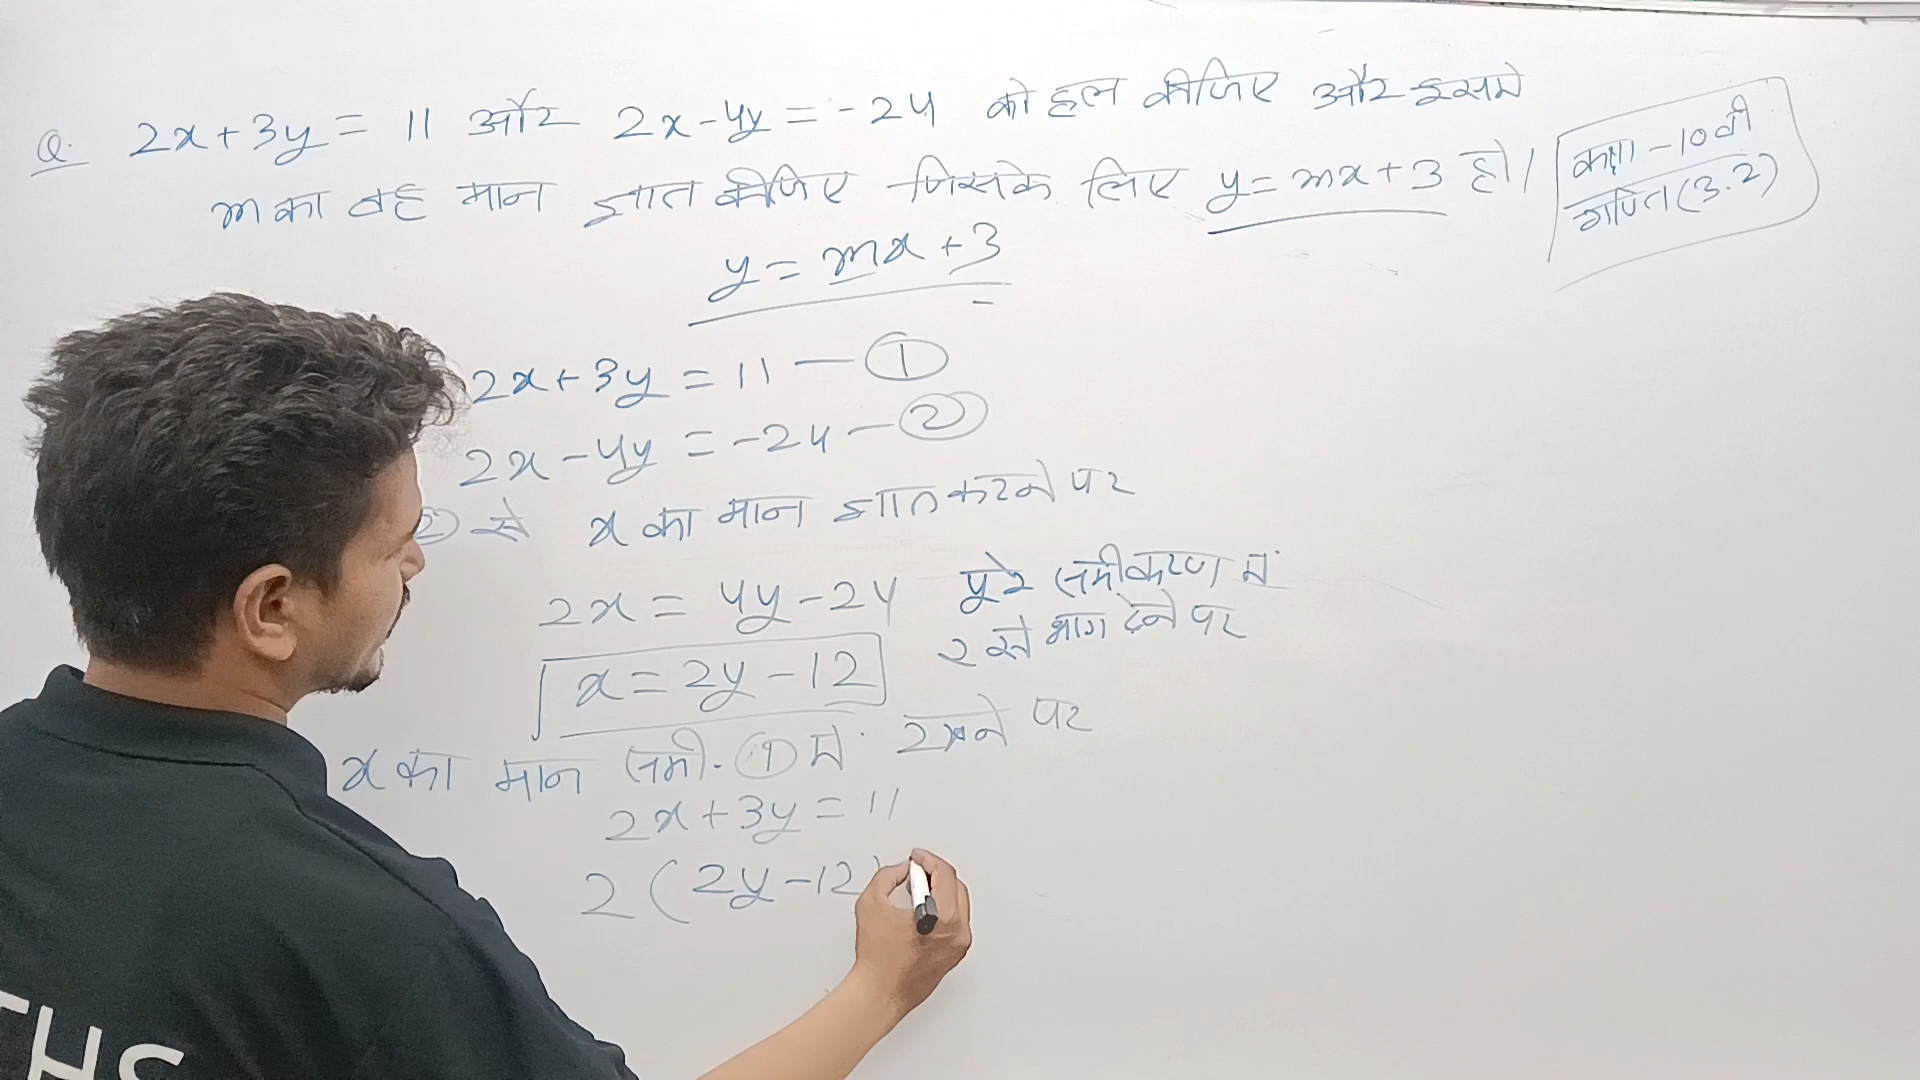 Q. 2x+3y = 11 और 2x-4y = -24 को हल कीजिए और इससे
m का वह मान ज्ञात कीजिए जिसके लिए y = mx+3 हो।
कक्षा - 10वी
गणित (3.2)
y = mx+3
2x+3y = 11 — ①
2x-4y = -24 — ②
② से x का मान ज्ञात करने पर
2x = 4y-24 पूरे समीकरण में
x = 2y-12 2 से भाग देने पर
x का मान समी. ① में रखने पर
2x+3y = 11
2(2y-12)
THS